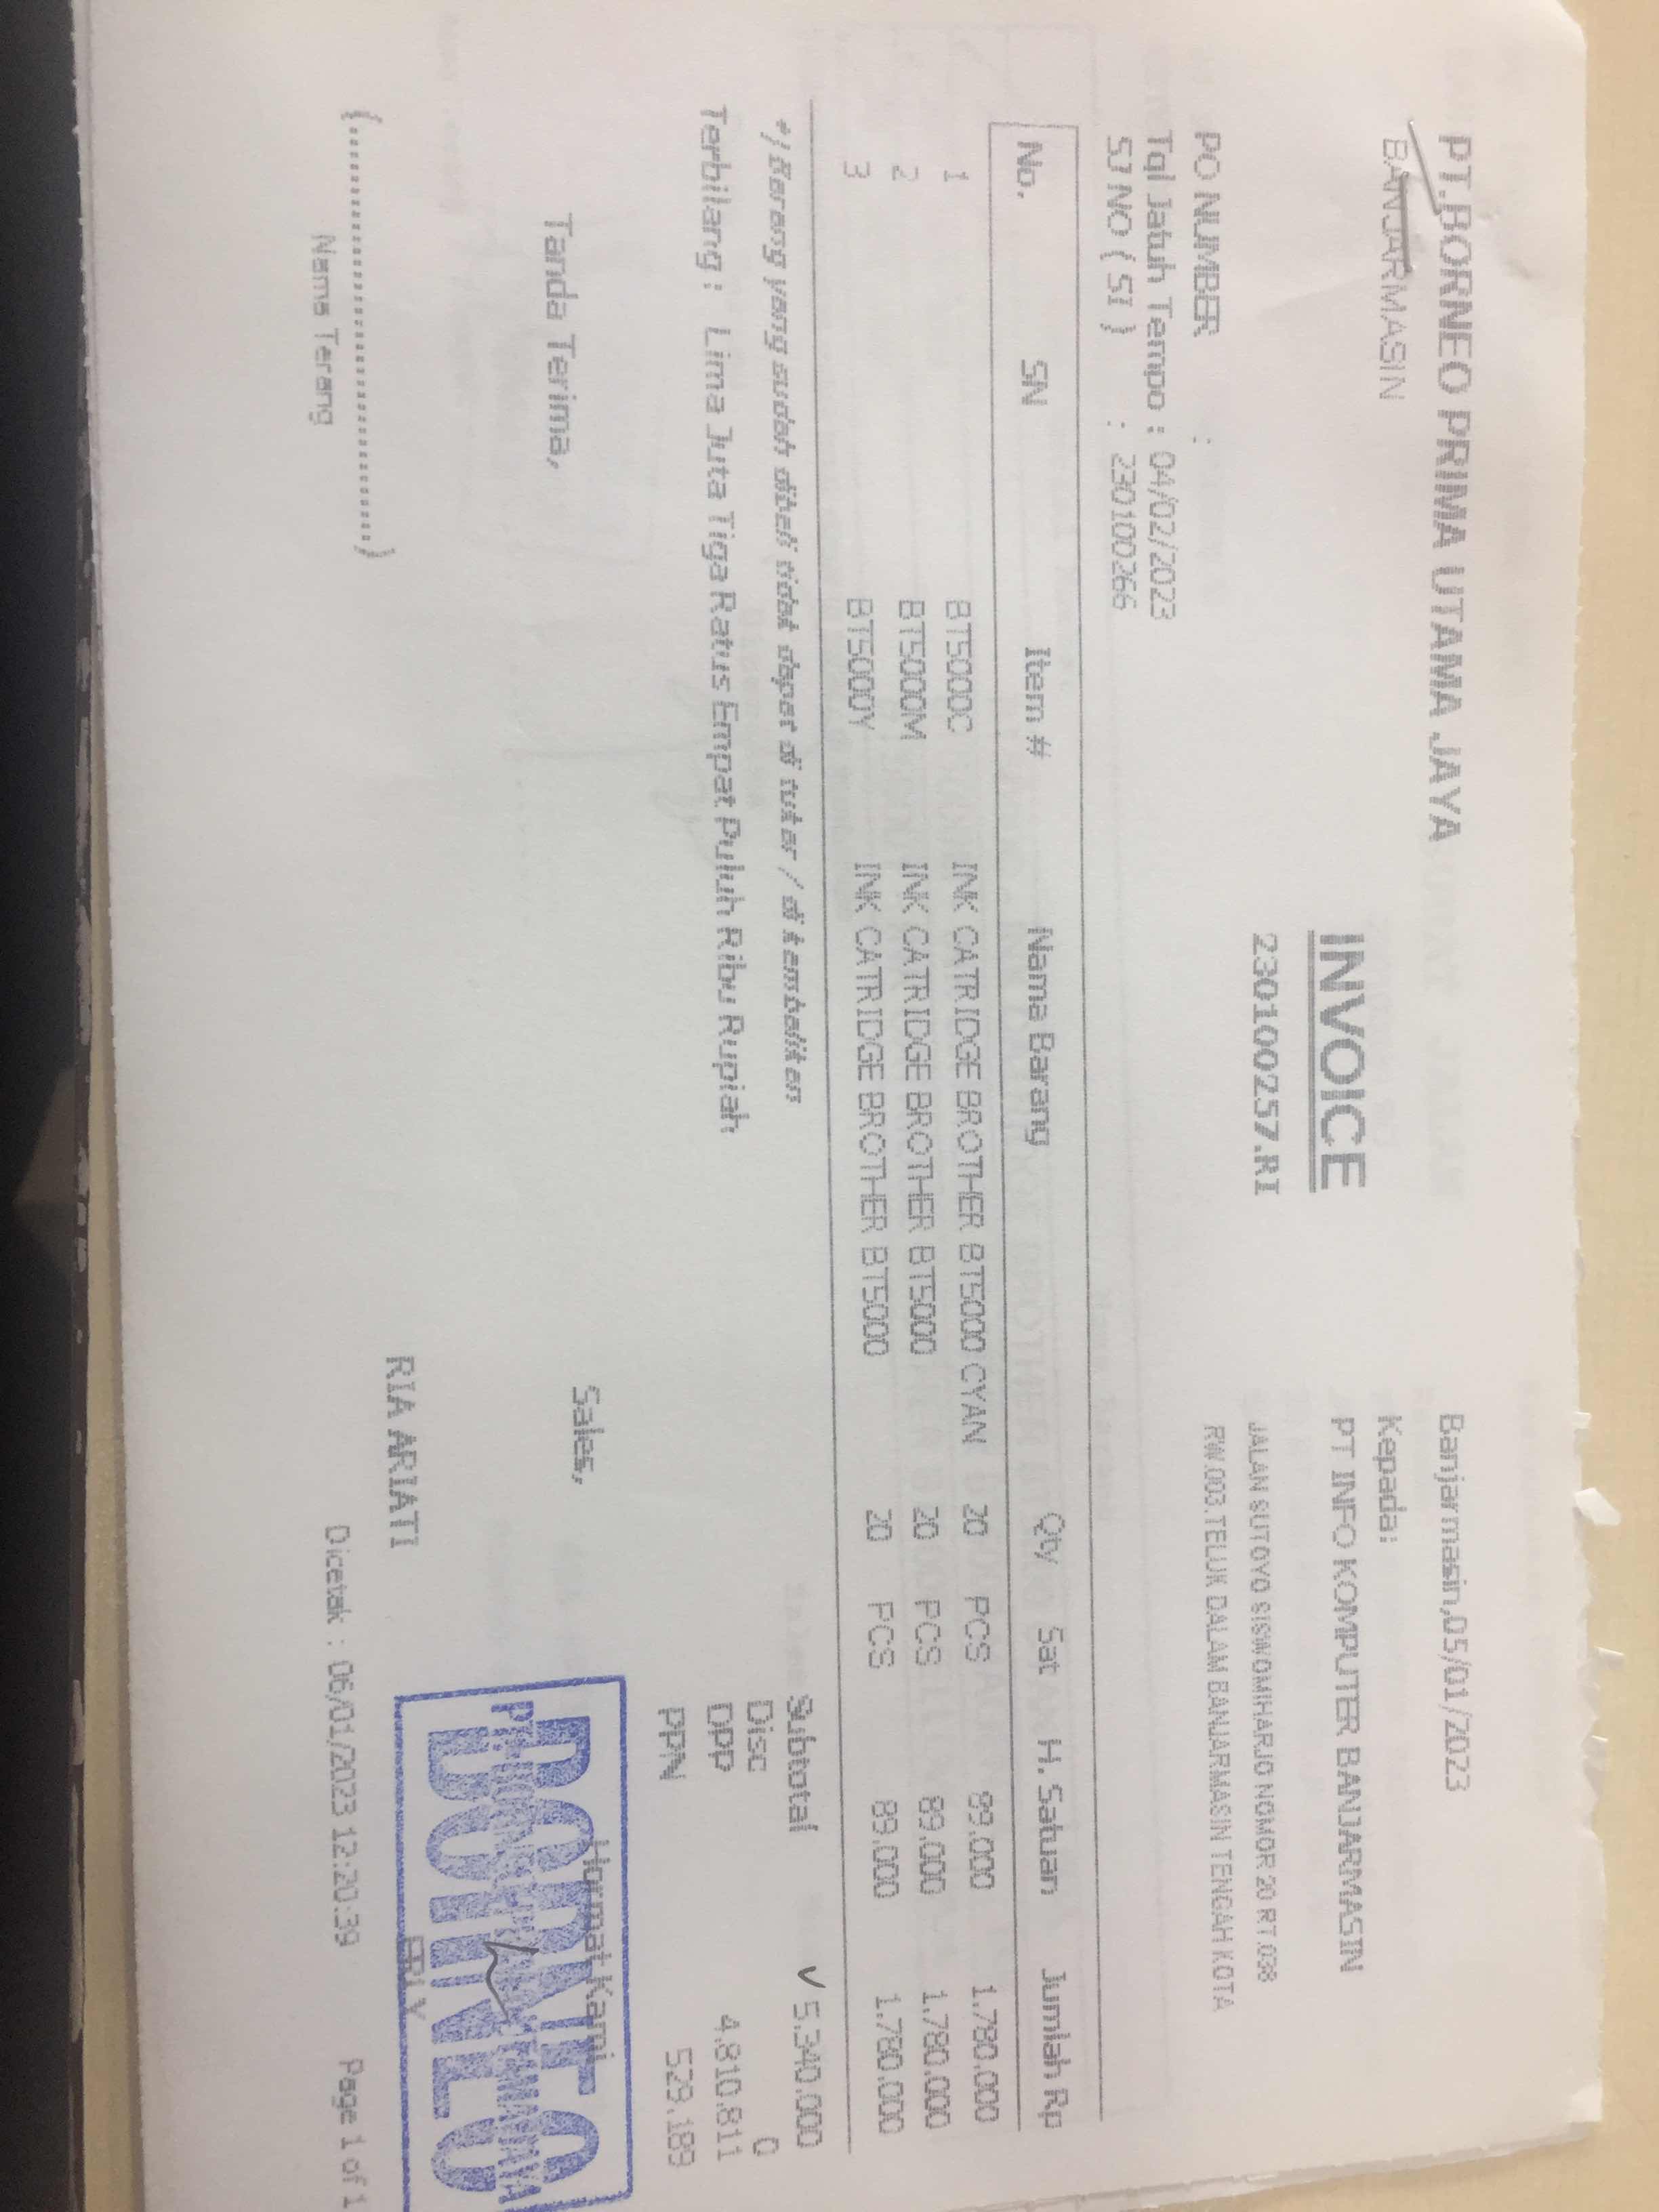 PT.BORNEO PRIMA UTAMA JAYA
BANJARMASIN
Banjarmasin,05/01/2023
Kepada:
INVOICE
PT INFO KOMPUTER BANJARMASIN
230100257.RI
JALAN SUTOYO SISWOMIHARJO NOMOR 20 RT.038
RW.003.TELUK DALAM BANJARMASIN TENGAH KOTA
PO NUMBER :
Tgl Jatuh Tempo : 04/02/2023
SJ NO ( SI ) : 230100266
No. SN Item # Nama Barang Qty Sat H. Satuan Jumlah Rp
1 BT5000C INK CATRIDGE BROTHER BT5000 CYAN 20 PCS 89.000 1.780.000
2 BT5000M INK CATRIDGE BROTHER BT5000 20 PCS 89.000 1.780.000
3 BT5000Y INK CATRIDGE BROTHER BT5000 20 PCS 89.000 1.780.000
Subtotal 5.340.000
*/ Barang yang sudah dibeli tidak dapat di tukar / di kembalikan
Disc 0
Terbilang : Lima Juta Tiga Ratus Empat Puluh Ribu Rupiah
DPP 4.810.811
PPN 529.189
Tanda Terima,
Sales,
Hormat Kami
BORNEO
PT.
RIA ARIATI
(..............................)
Nama Terang
Dicetak : 06/01/2023 12:20:39
Page 1 of 1